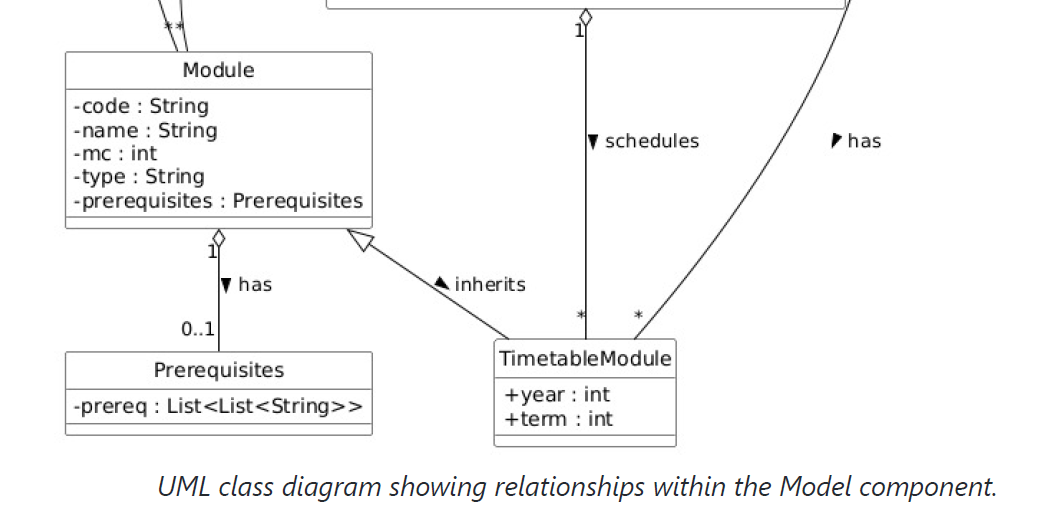 **
1
Module
-code : String
-name : String
-mc : int
-type : String
-prerequisites : Prerequisites
schedules
has
1
has
inherits
0..1
*
*
Prerequisites
-prereq : List<List<String>>
TimetableModule
+year : int
+term : int
UML class diagram showing relationships within the Model component.